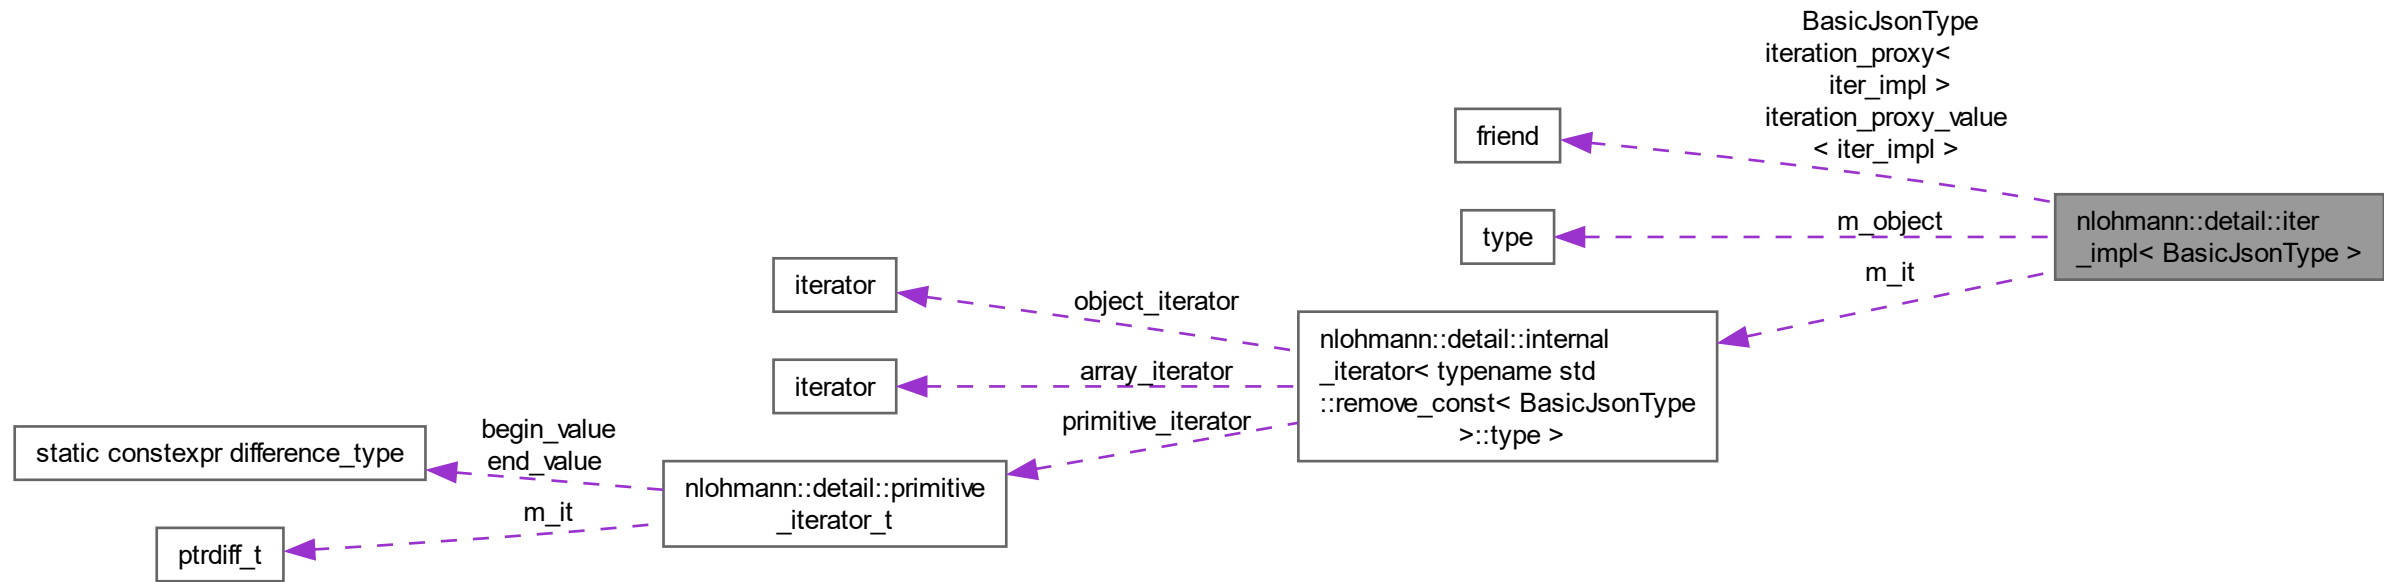 BasicJsonType
iteration_proxy<
iter_impl >
iteration_proxy_value
< iter_impl >
friend
nlohmann::detail::iter
_impl< BasicJsonType >
m_object
type
m_it
iterator
object_iterator
nlohmann::detail::internal
_iterator< typename std
::remove_const< BasicJsonType
>::type >
iterator
array_iterator
primitive_iterator
begin_value
end_value
static constexpr difference_type
nlohmann::detail::primitive
_iterator_t
m_it
ptrdiff_t